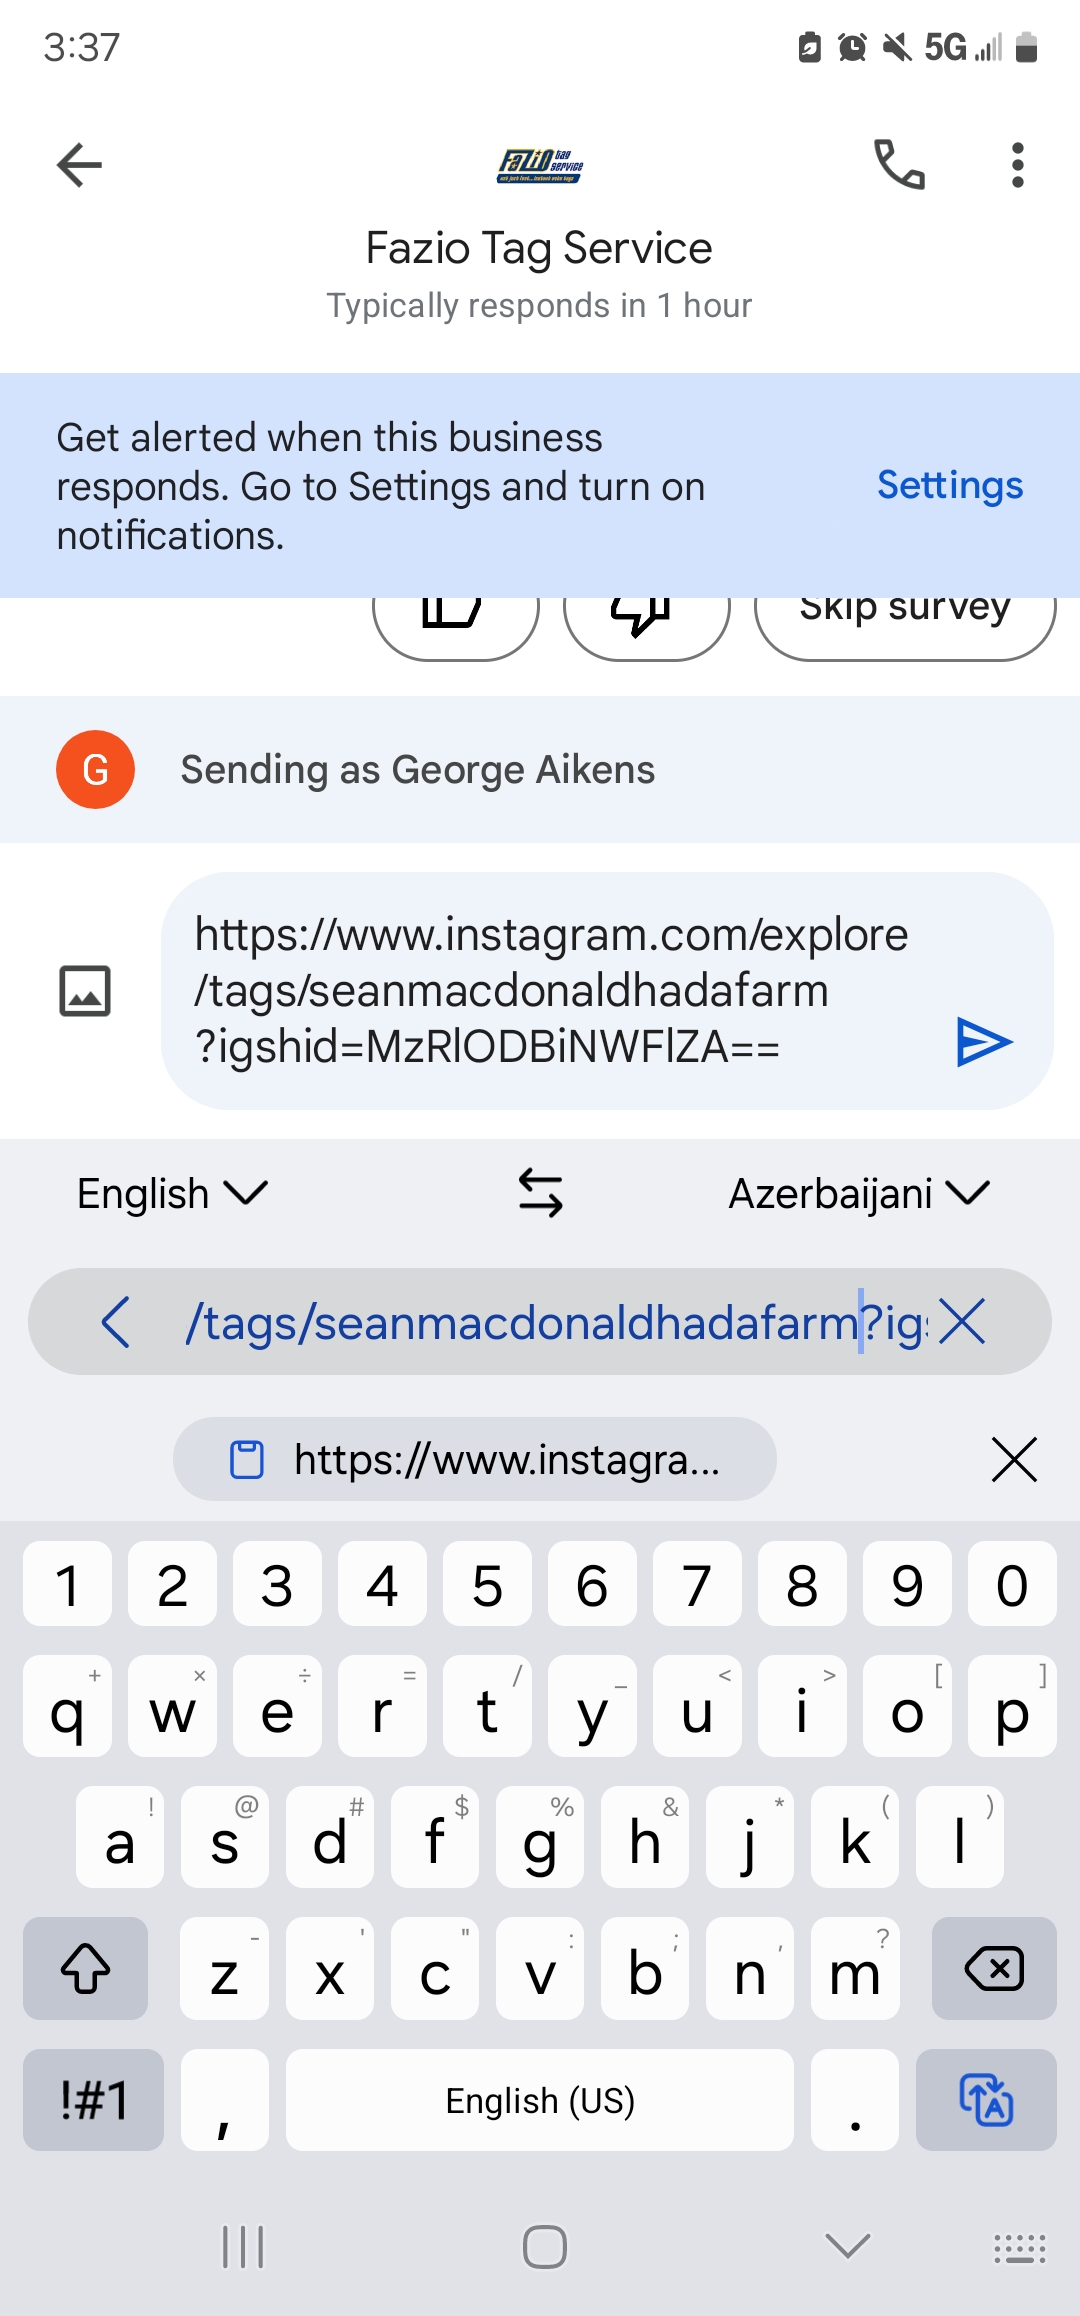 3:37
5G
FaZio tag
service
Fazio Tag Service
Typically responds in 1 hour
Get alerted when this business
responds. Go to Settings and turn on
notifications.
Settings
Skip survey
G
Sending as George Aikens
https://www.instagram.com/explore
/tags/seanmacdonaldhadafarm
?igshid=MzRlODBiNWFlZA==
English
Azerbaijani
/tags/seanmacdonaldhadafarm?igs
https://www.instagra...
1 2 3 4 5 6 7 8 9 0
+ × ÷ = / _ < > [ ]
q w e r t y u i o p
! @ # $ % & * ( )
a s d f g h j k l
- ' " : ; , ?
z x c v b n m
!#1 , English (US) .
A